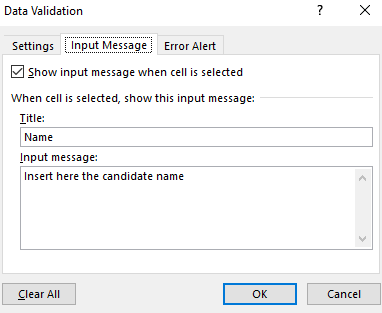 Data Validation ? ×
Settings Input Message Error Alert
Show input message when cell is selected
When cell is selected, show this input message:
Title:
Name
Input message:
Insert here the candidate name
Clear All OK Cancel